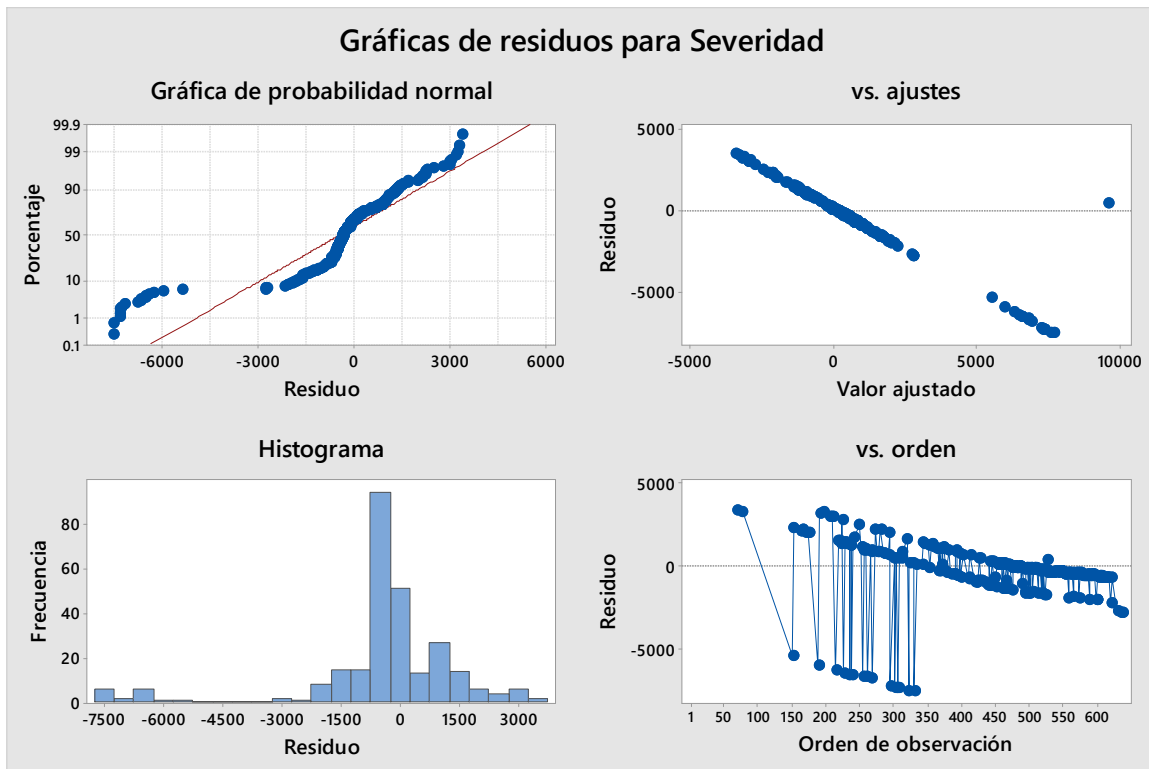 Gráficas de residuos para Severidad
Gráfica de probabilidad normal
99.9
99
90
50
10
1
0.1
Porcentaje
-6000 -3000 0 3000 6000
Residuo
vs. ajustes
5000
0
-5000
Residuo
-5000 0 5000 10000
Valor ajustado
Histograma
80
60
40
20
0
Frecuencia
-7500 -6000 -4500 -3000 -1500 0 1500 3000
Residuo
vs. orden
5000
0
-5000
Residuo
1 50 100 150 200 250 300 350 400 450 500 550 600
Orden de observación